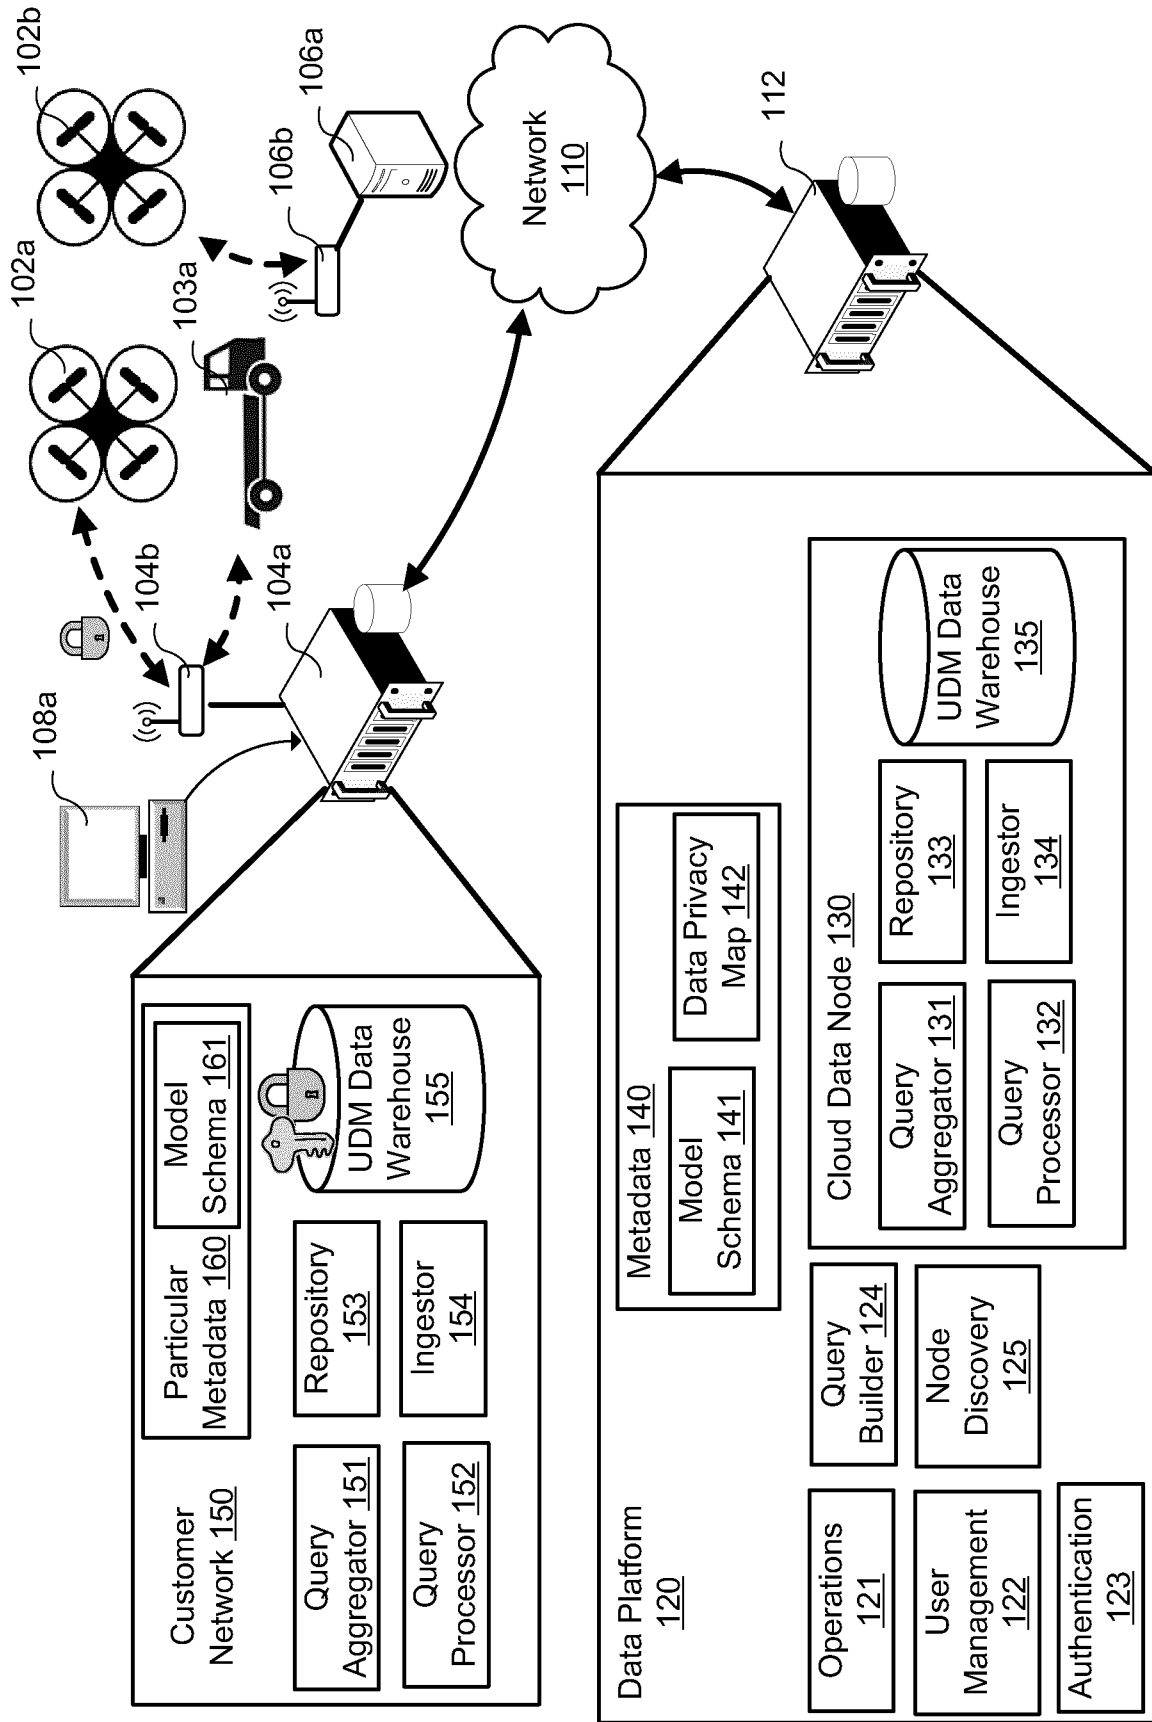 102b
106a
106b
102a
103a
104b
104a
108a
Network
110
112
Customer
Network 150
Particular
Metadata 160
Model
Schema 161
Query
Aggregator 151
Repository
153
UDM Data
Warehouse
155
Query
Processor 152
Ingestor
154
Data Platform
120
Metadata 140
Model
Schema 141
Data Privacy
Map 142
Operations
121
Query
Builder 124
User
Management
122
Node
Discovery
125
Authentication
123
Cloud Data Node 130
Query
Aggregator 131
Repository
133
UDM Data
Warehouse
135
Query
Processor 132
Ingestor
134